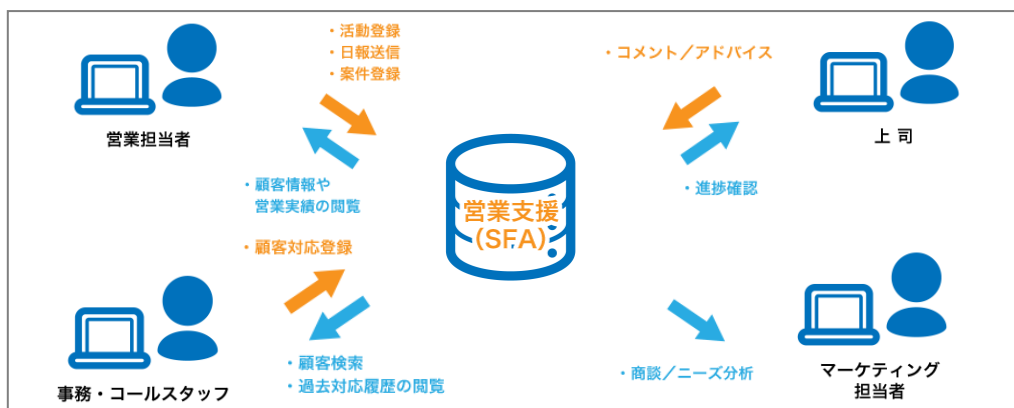 ・活動登録
・日報送信
・案件登録
営業担当者
・顧客情報や
営業実績の閲覧
・コメント／アドバイス
上 司
・進捗確認
営業支援
(SFA)
・顧客対応登録
事務・コールスタッフ
・顧客検索
・過去対応履歴の閲覧
・商談／ニーズ分析
マーケティング
担当者